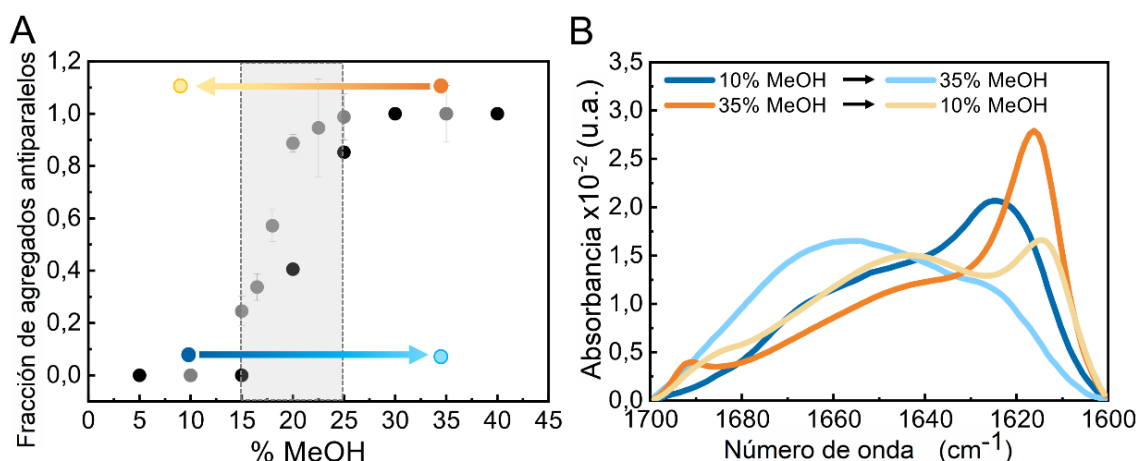 A
Fracción de agregados antiparalelos
1,2
1,0
0,8
0,6
0,4
0,2
0,0
0 5 10 15 20 25 30 35 40 45
% MeOH
B
Absorbancia x10⁻² (u.a.)
3,5
3,0
2,5
2,0
1,5
1,0
0,5
0,0
10% MeOH → 35% MeOH
35% MeOH → 10% MeOH
1700 1680 1660 1640 1620 1600
Número de onda (cm⁻¹)